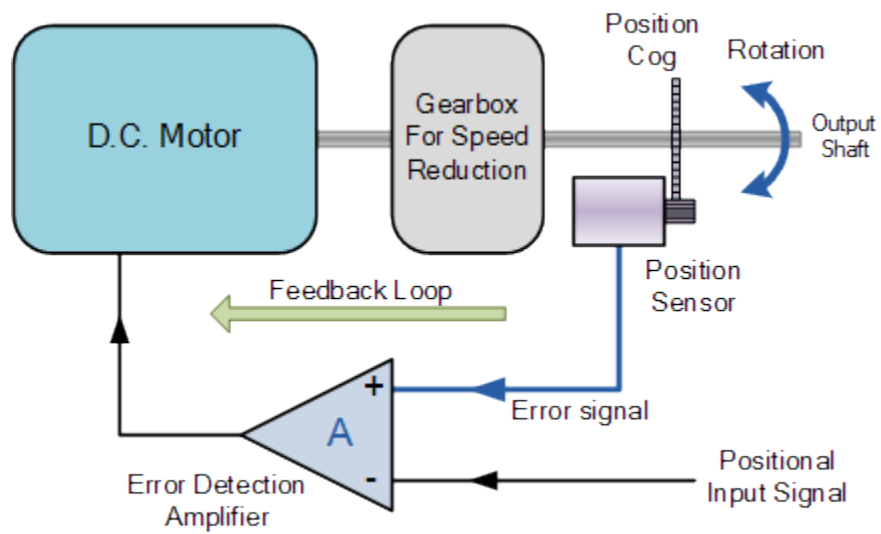 Position
Cog
Rotation
D.C. Motor
Gearbox
For Speed
Reduction
Output
Shaft
Position
Sensor
Feedback Loop
+
A
-
Error signal
Error Detection
Amplifier
Positional
Input Signal